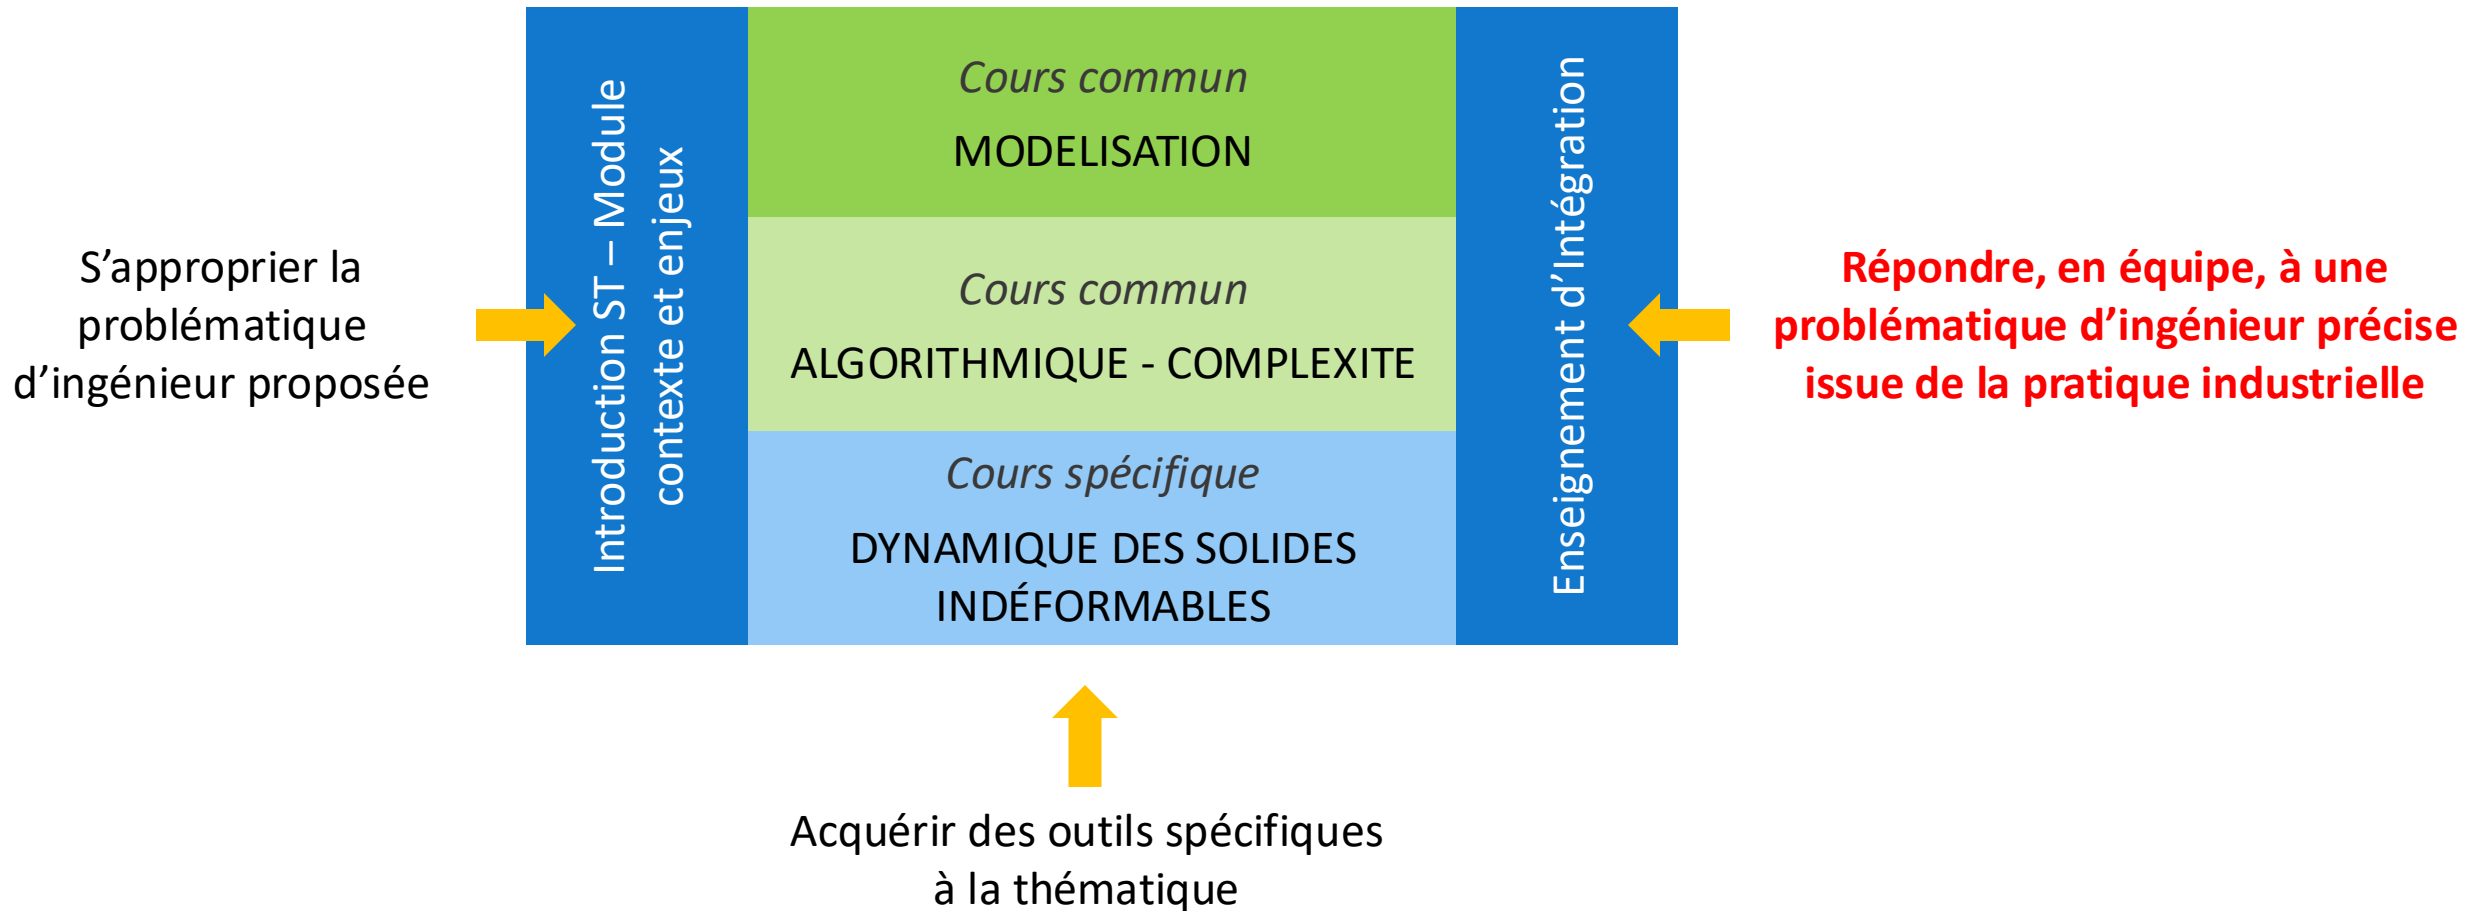 S’approprier la
problématique
d’ingénieur proposée
Introduction ST – Module
contexte et enjeux
Cours commun
MODELISATION
Cours commun
ALGORITHMIQUE - COMPLEXITE
Cours spécifique
DYNAMIQUE DES SOLIDES
INDÉFORMABLES
Enseignement d’Intégration
Répondre, en équipe, à une
problématique d’ingénieur précise
issue de la pratique industrielle
Acquérir des outils spécifiques
à la thématique